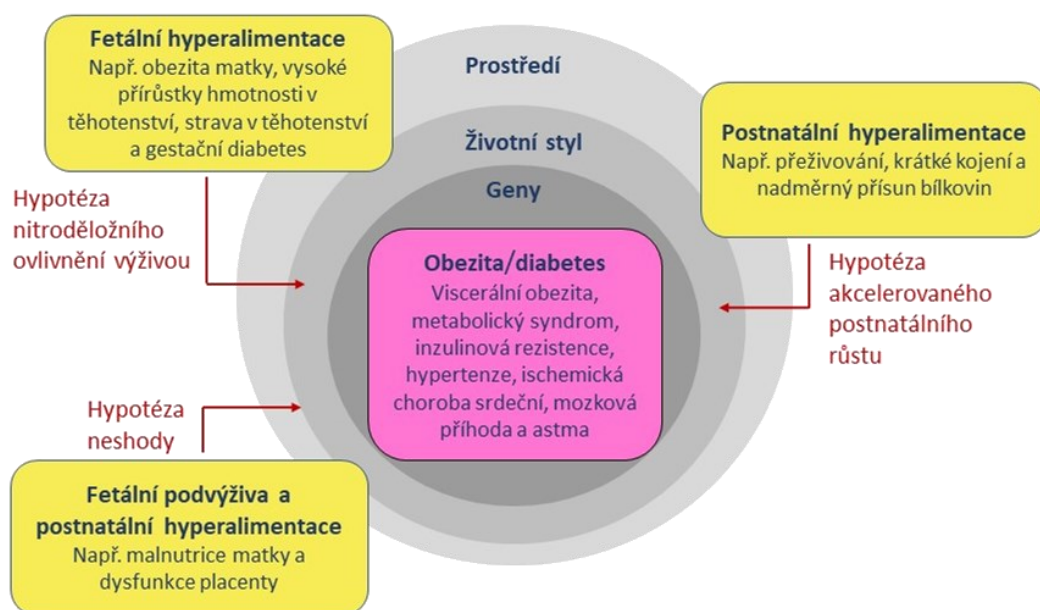 Fetální hyperalimentace
Např. obezita matky, vysoké
přírůstky hmotnosti v
těhotenství, strava v těhotenství
a gestační diabetes
Prostředí
Životní styl
Geny
Postnatální hyperalimentace
Např. přeživování, krátké kojení a
nadměrný přísun bílkovin
Hypotéza
nitroděložního
ovlivnění výživou
Obezita/diabetes
Viscerální obezita,
metabolický syndrom,
inzulinová rezistence,
hypertenze, ischemická
choroba srdeční, mozková
příhoda a astma
Hypotéza
akcelerovaného
postnatálního
růstu
Hypotéza
neshody
Fetální podvýživa a
postnatální hyperalimentace
Např. malnutrice matky a
dysfunkce placenty